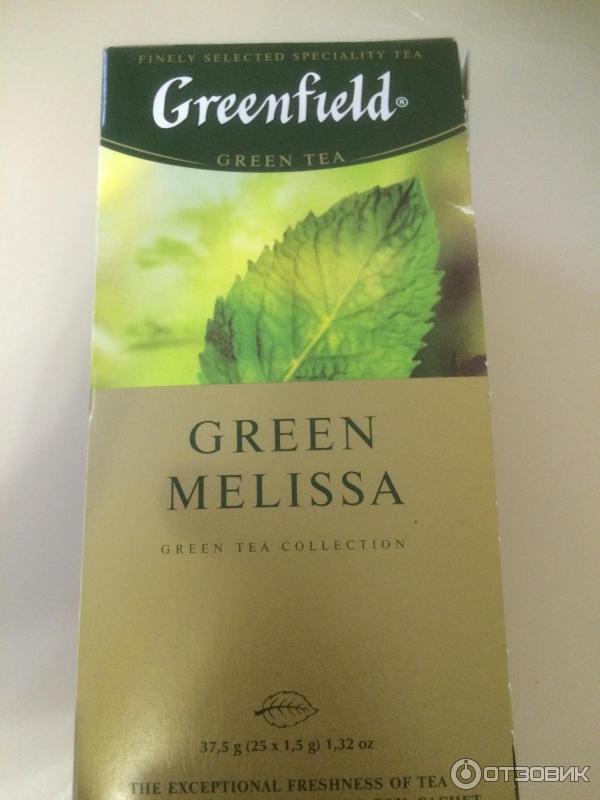 FINELY SELECTED SPECIALITY TEA
Greenfield®
GREEN TEA
GREEN
MELISSA
GREEN TEA COLLECTION
37,5 g (25 x 1,5 g) 1,32 oz
THE EXCEPTIONAL FRESHNESS OF TEA
SACHET
ОТЗОВИК